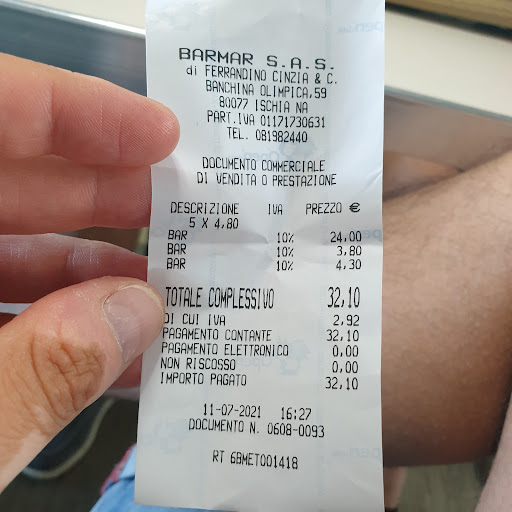 BARMAR S.A.S.
di FERRANDINO CINZIA & C.
BANCHINA OLIMPICA,59
80077 ISCHIA NA
PART.IVA 01171730631
TEL. 081982440
DOCUMENTO COMMERCIALE
DI VENDITA O PRESTAZIONE
DESCRIZIONE IVA PREZZO €
5 X 4,80
BAR 10% 24,00
BAR 10% 3,80
BAR 10% 4,30
TOTALE COMPLESSIVO 32,10
DI CUI IVA 2,92
PAGAMENTO CONTANTE 32,10
PAGAMENTO ELETTRONICO 0,00
NON RISCOSSO 0,00
IMPORTO PAGATO 32,10
11-07-2021 16:27
DOCUMENTO N. 0608-0093
RT 6BMET001418